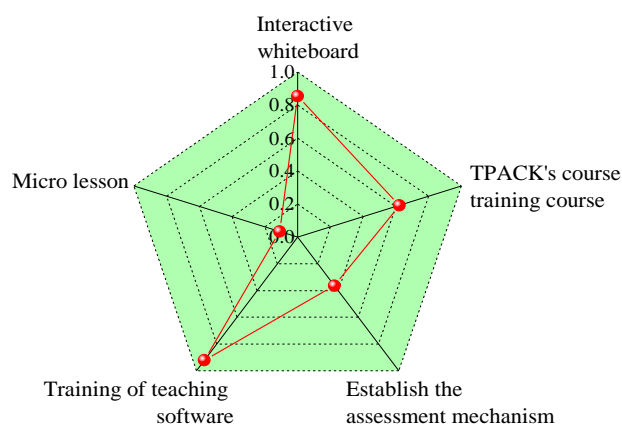 Interactive
whiteboard
1.0
0.8
0.6
0.4
0.2
0.0
TPACK's course
training course
Micro lesson
Training of teaching
software
Establish the
assessment mechanism